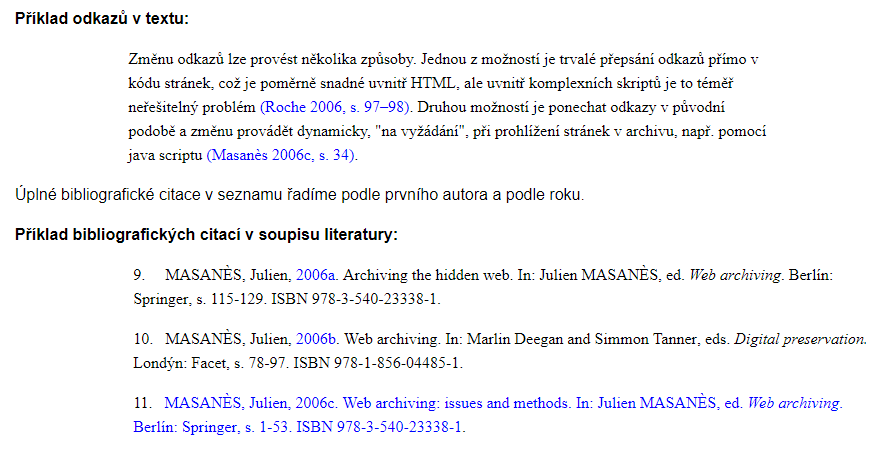 Příklad odkazů v textu:
Změnu odkazů lze provést několika způsoby. Jednou z možností je trvalé přepsání odkazů přímo v
kódu stránek, což je poměrně snadné uvnitř HTML, ale uvnitř komplexních skriptů je to téměř
neřešitelný problém (Roche 2006, s. 97–98). Druhou možností je ponechat odkazy v původní
podobě a změnu provádět dynamicky, "na vyžádání", při prohlížení stránek v archivu, např. pomocí
java scriptu (Masanès 2006c, s. 34).
Úplné bibliografické citace v seznamu řadíme podle prvního autora a podle roku.
Příklad bibliografických citací v soupisu literatury:
9. MASANÈS, Julien, 2006a. Archiving the hidden web. In: Julien MASANÈS, ed. Web archiving. Berlín:
Springer, s. 115-129. ISBN 978-3-540-23338-1.
10. MASANÈS, Julien, 2006b. Web archiving. In: Marlin Deegan and Simmon Tanner, eds. Digital preservation.
Londýn: Facet, s. 78-97. ISBN 978-1-856-04485-1.
11. MASANÈS, Julien, 2006c. Web archiving: issues and methods. In: Julien MASANÈS, ed. Web archiving.
Berlín: Springer, s. 1-53. ISBN 978-3-540-23338-1.